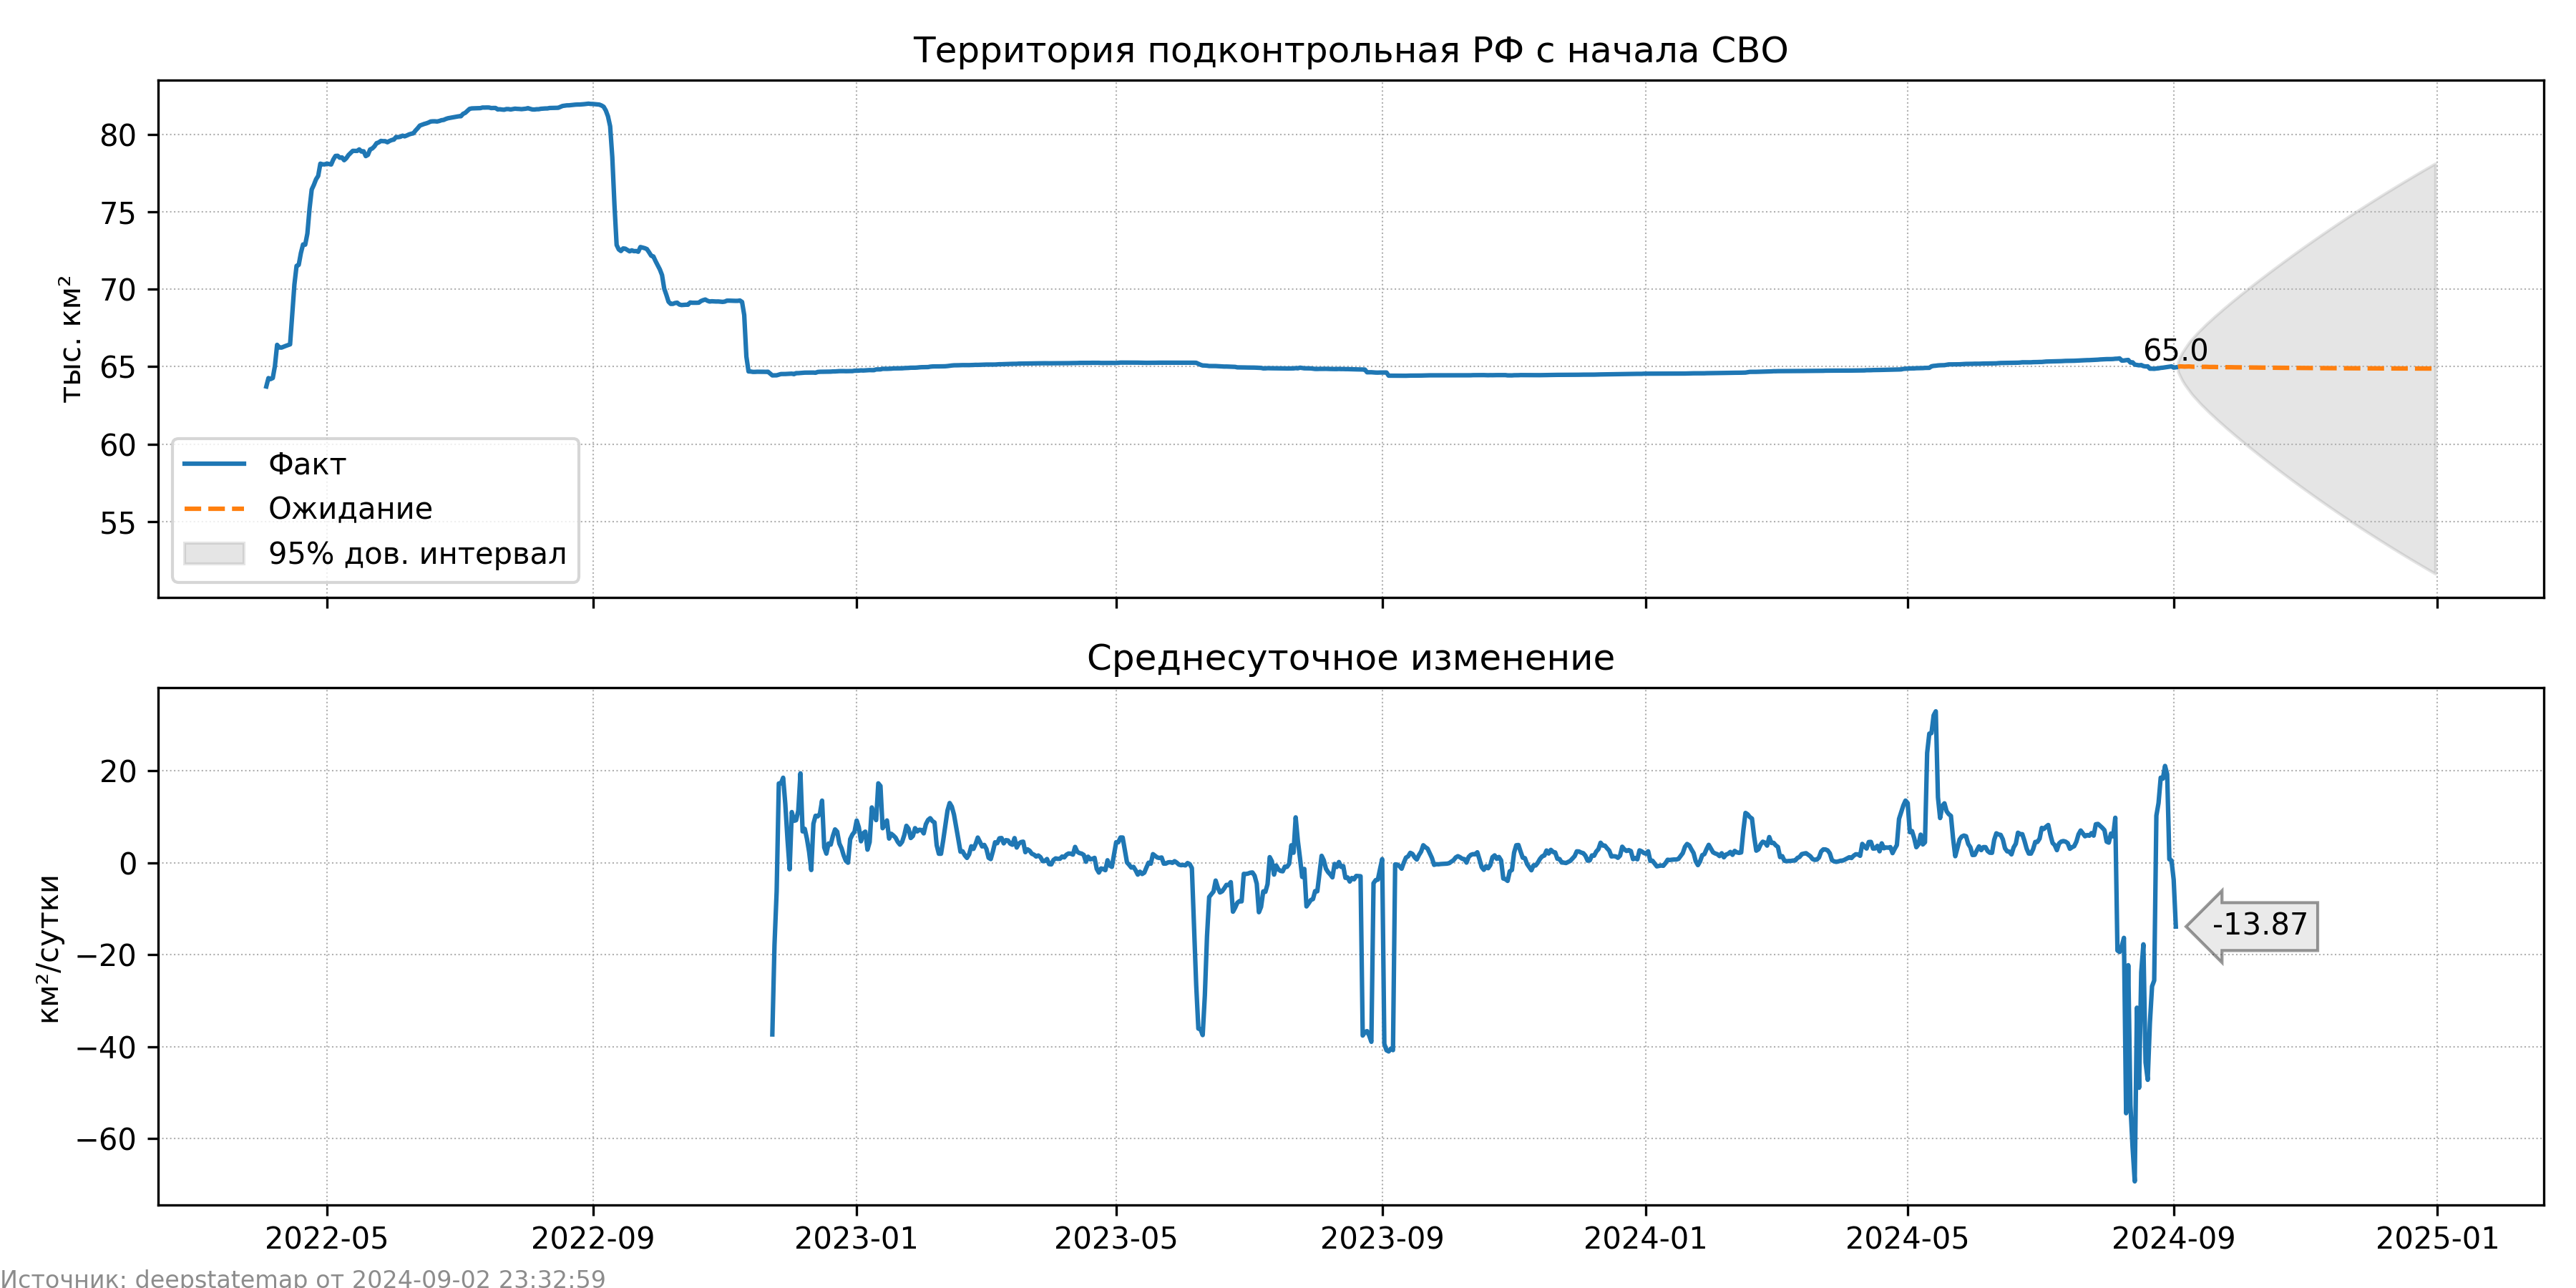 Территория подконтрольная РФ с начала СВО
тыс. км²
80
75
70
65
60
55
65.0
Факт
Ожидание
95% дов. интервал
Среднесуточное изменение
км²/сутки
20
0
−20
−40
−60
-13.87
2022-05 2022-09 2023-01 2023-05 2023-09 2024-01 2024-05 2024-09 2025-01
Источник: deepstatemap от 2024-09-02 23:32:59